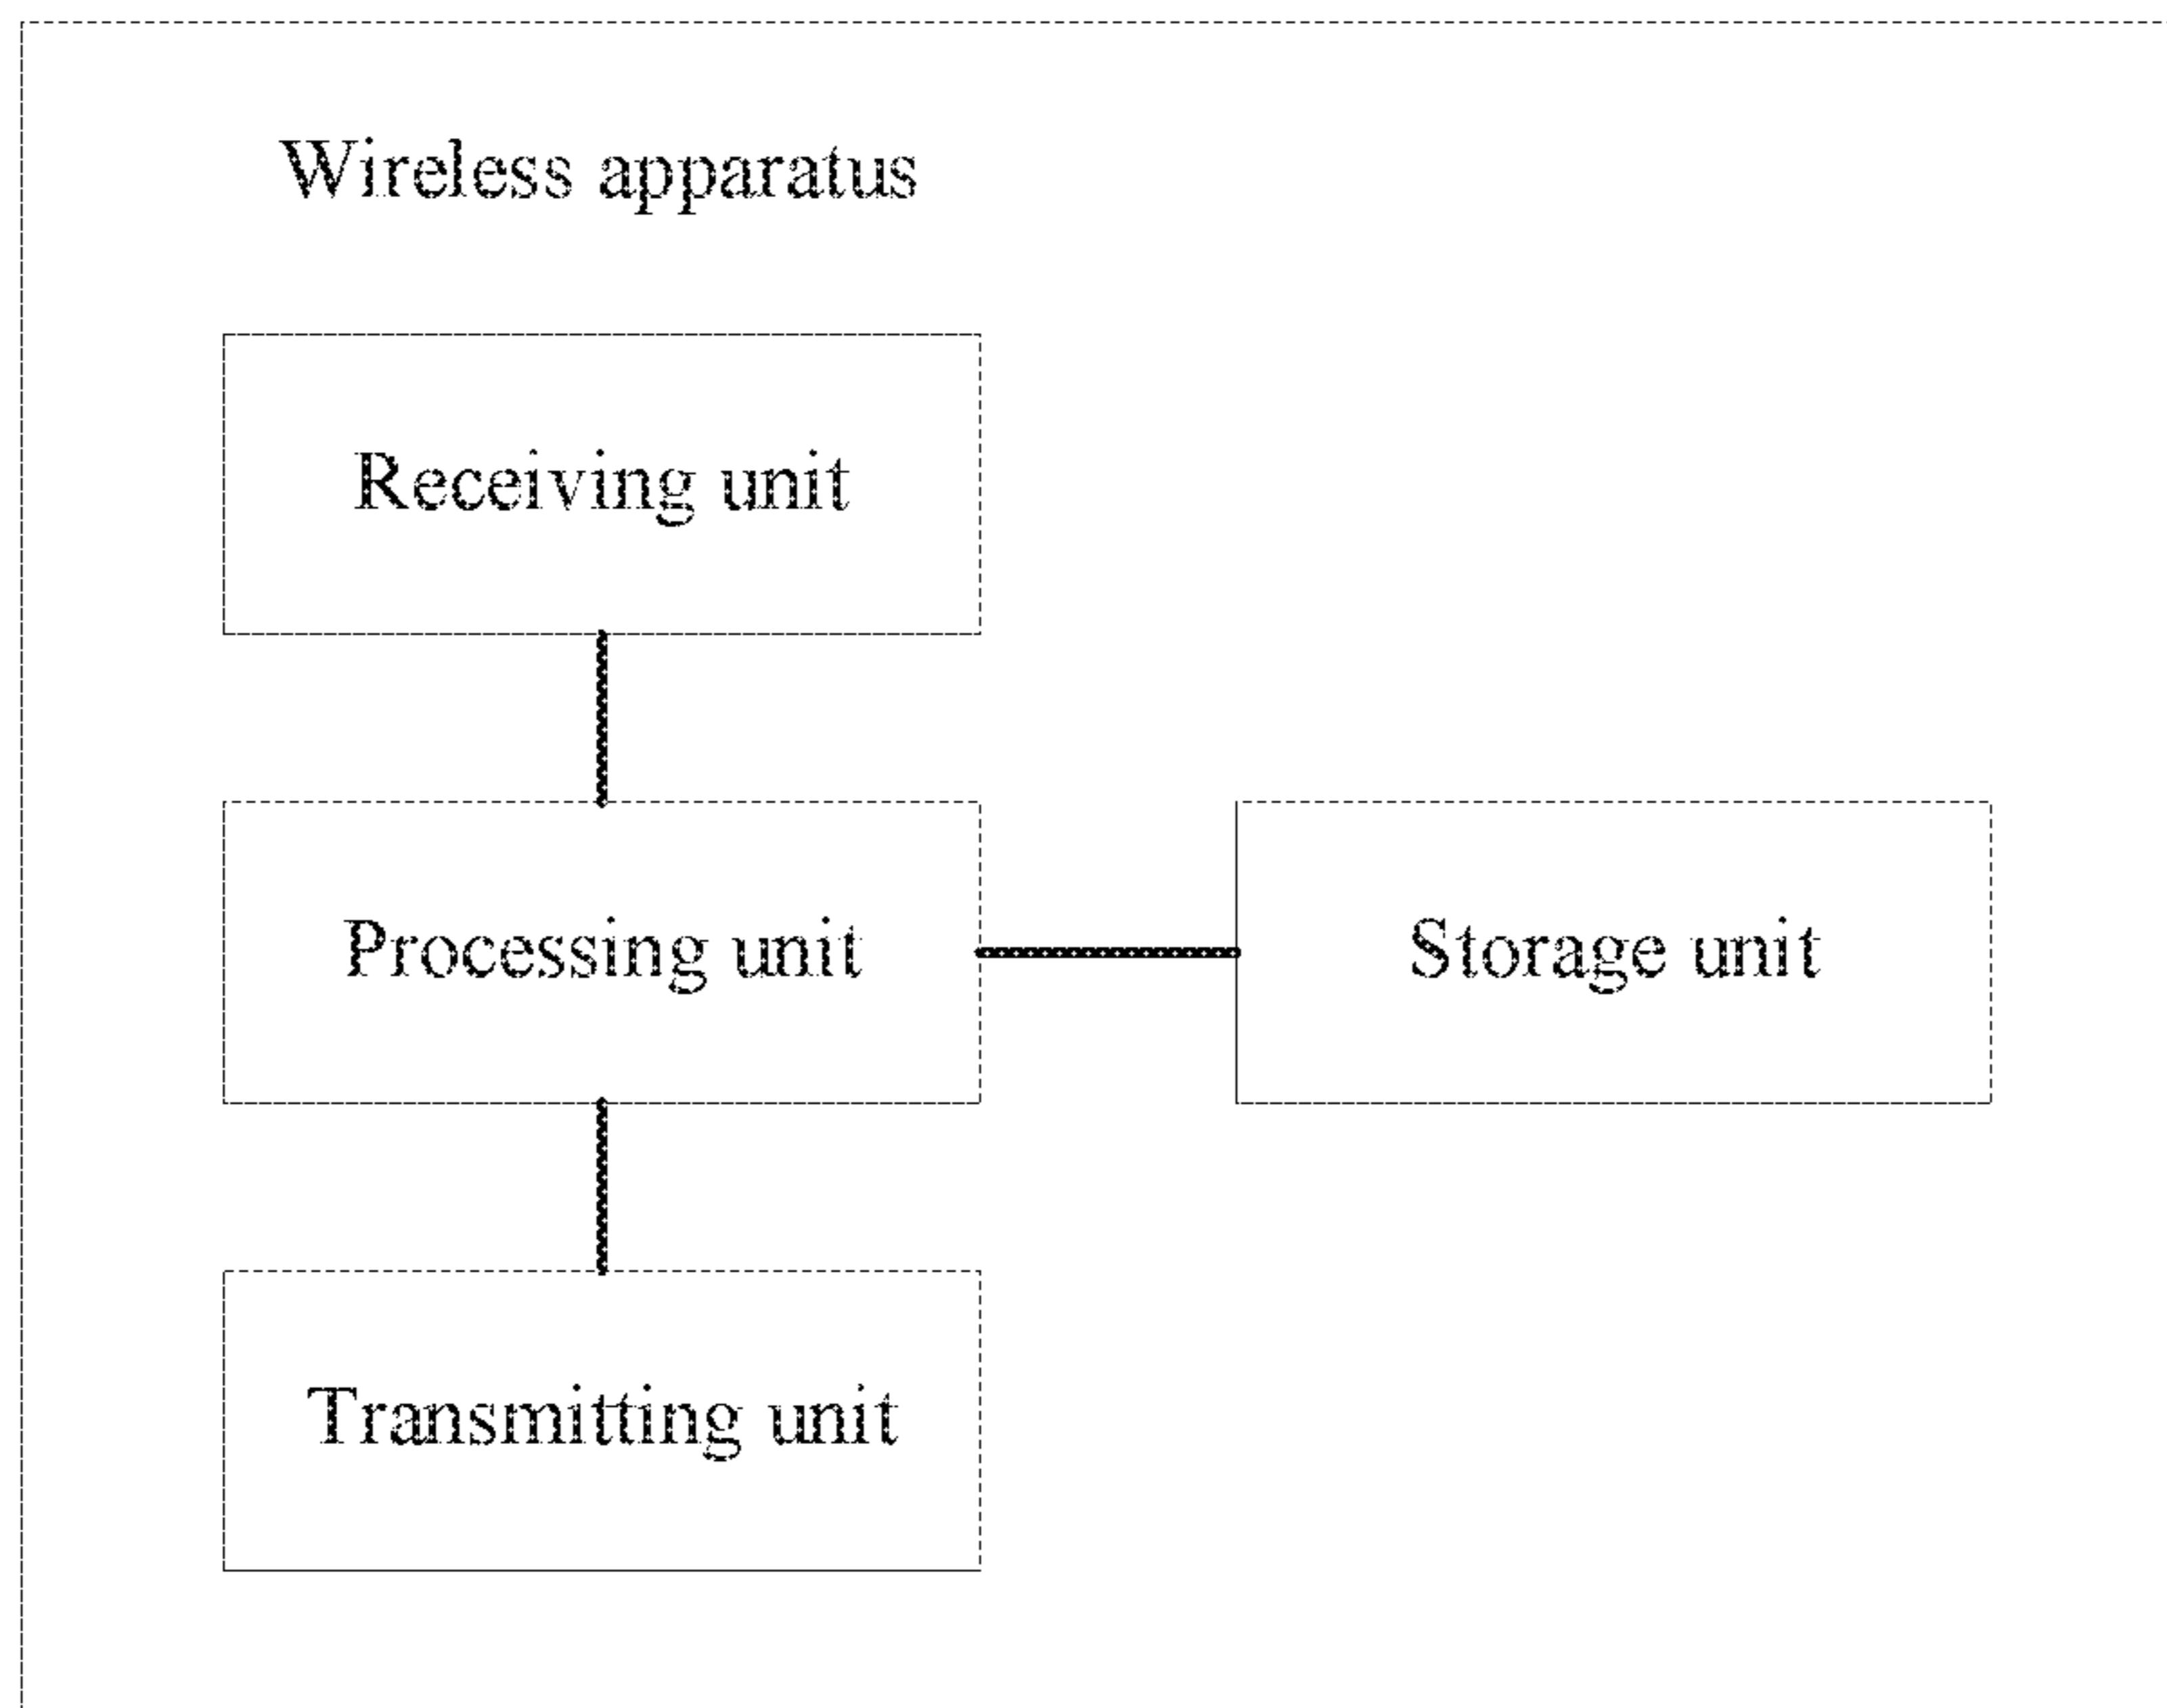 Wireless apparatus
Receiving unit
Processing unit
Storage unit
Transmitting unit